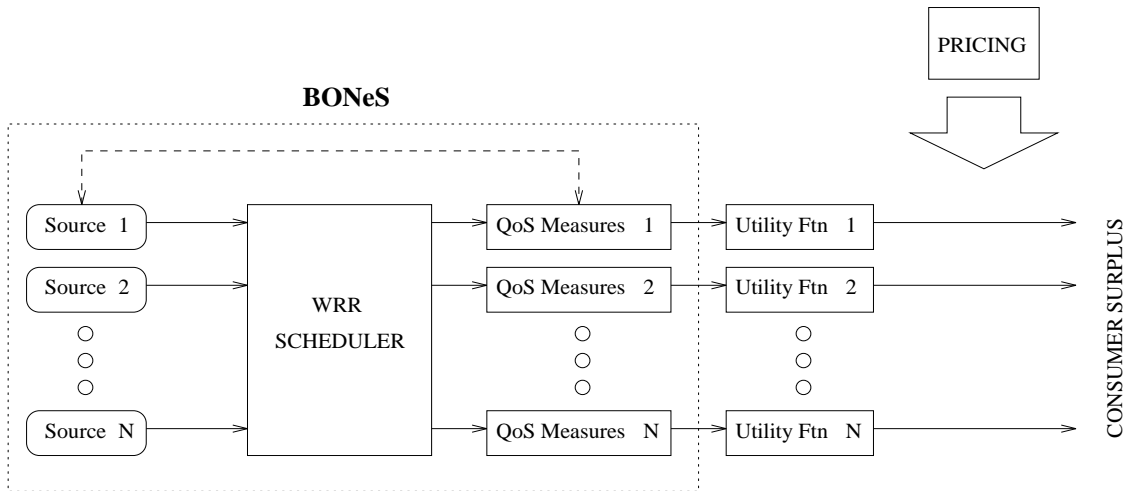 PRICING
BONeS
Source 1
QoS Measures 1
Utility Ftn 1
Source 2
QoS Measures 2
Utility Ftn 2
WRR
SCHEDULER
Source N
QoS Measures N
Utility Ftn N
CONSUMER SURPLUS